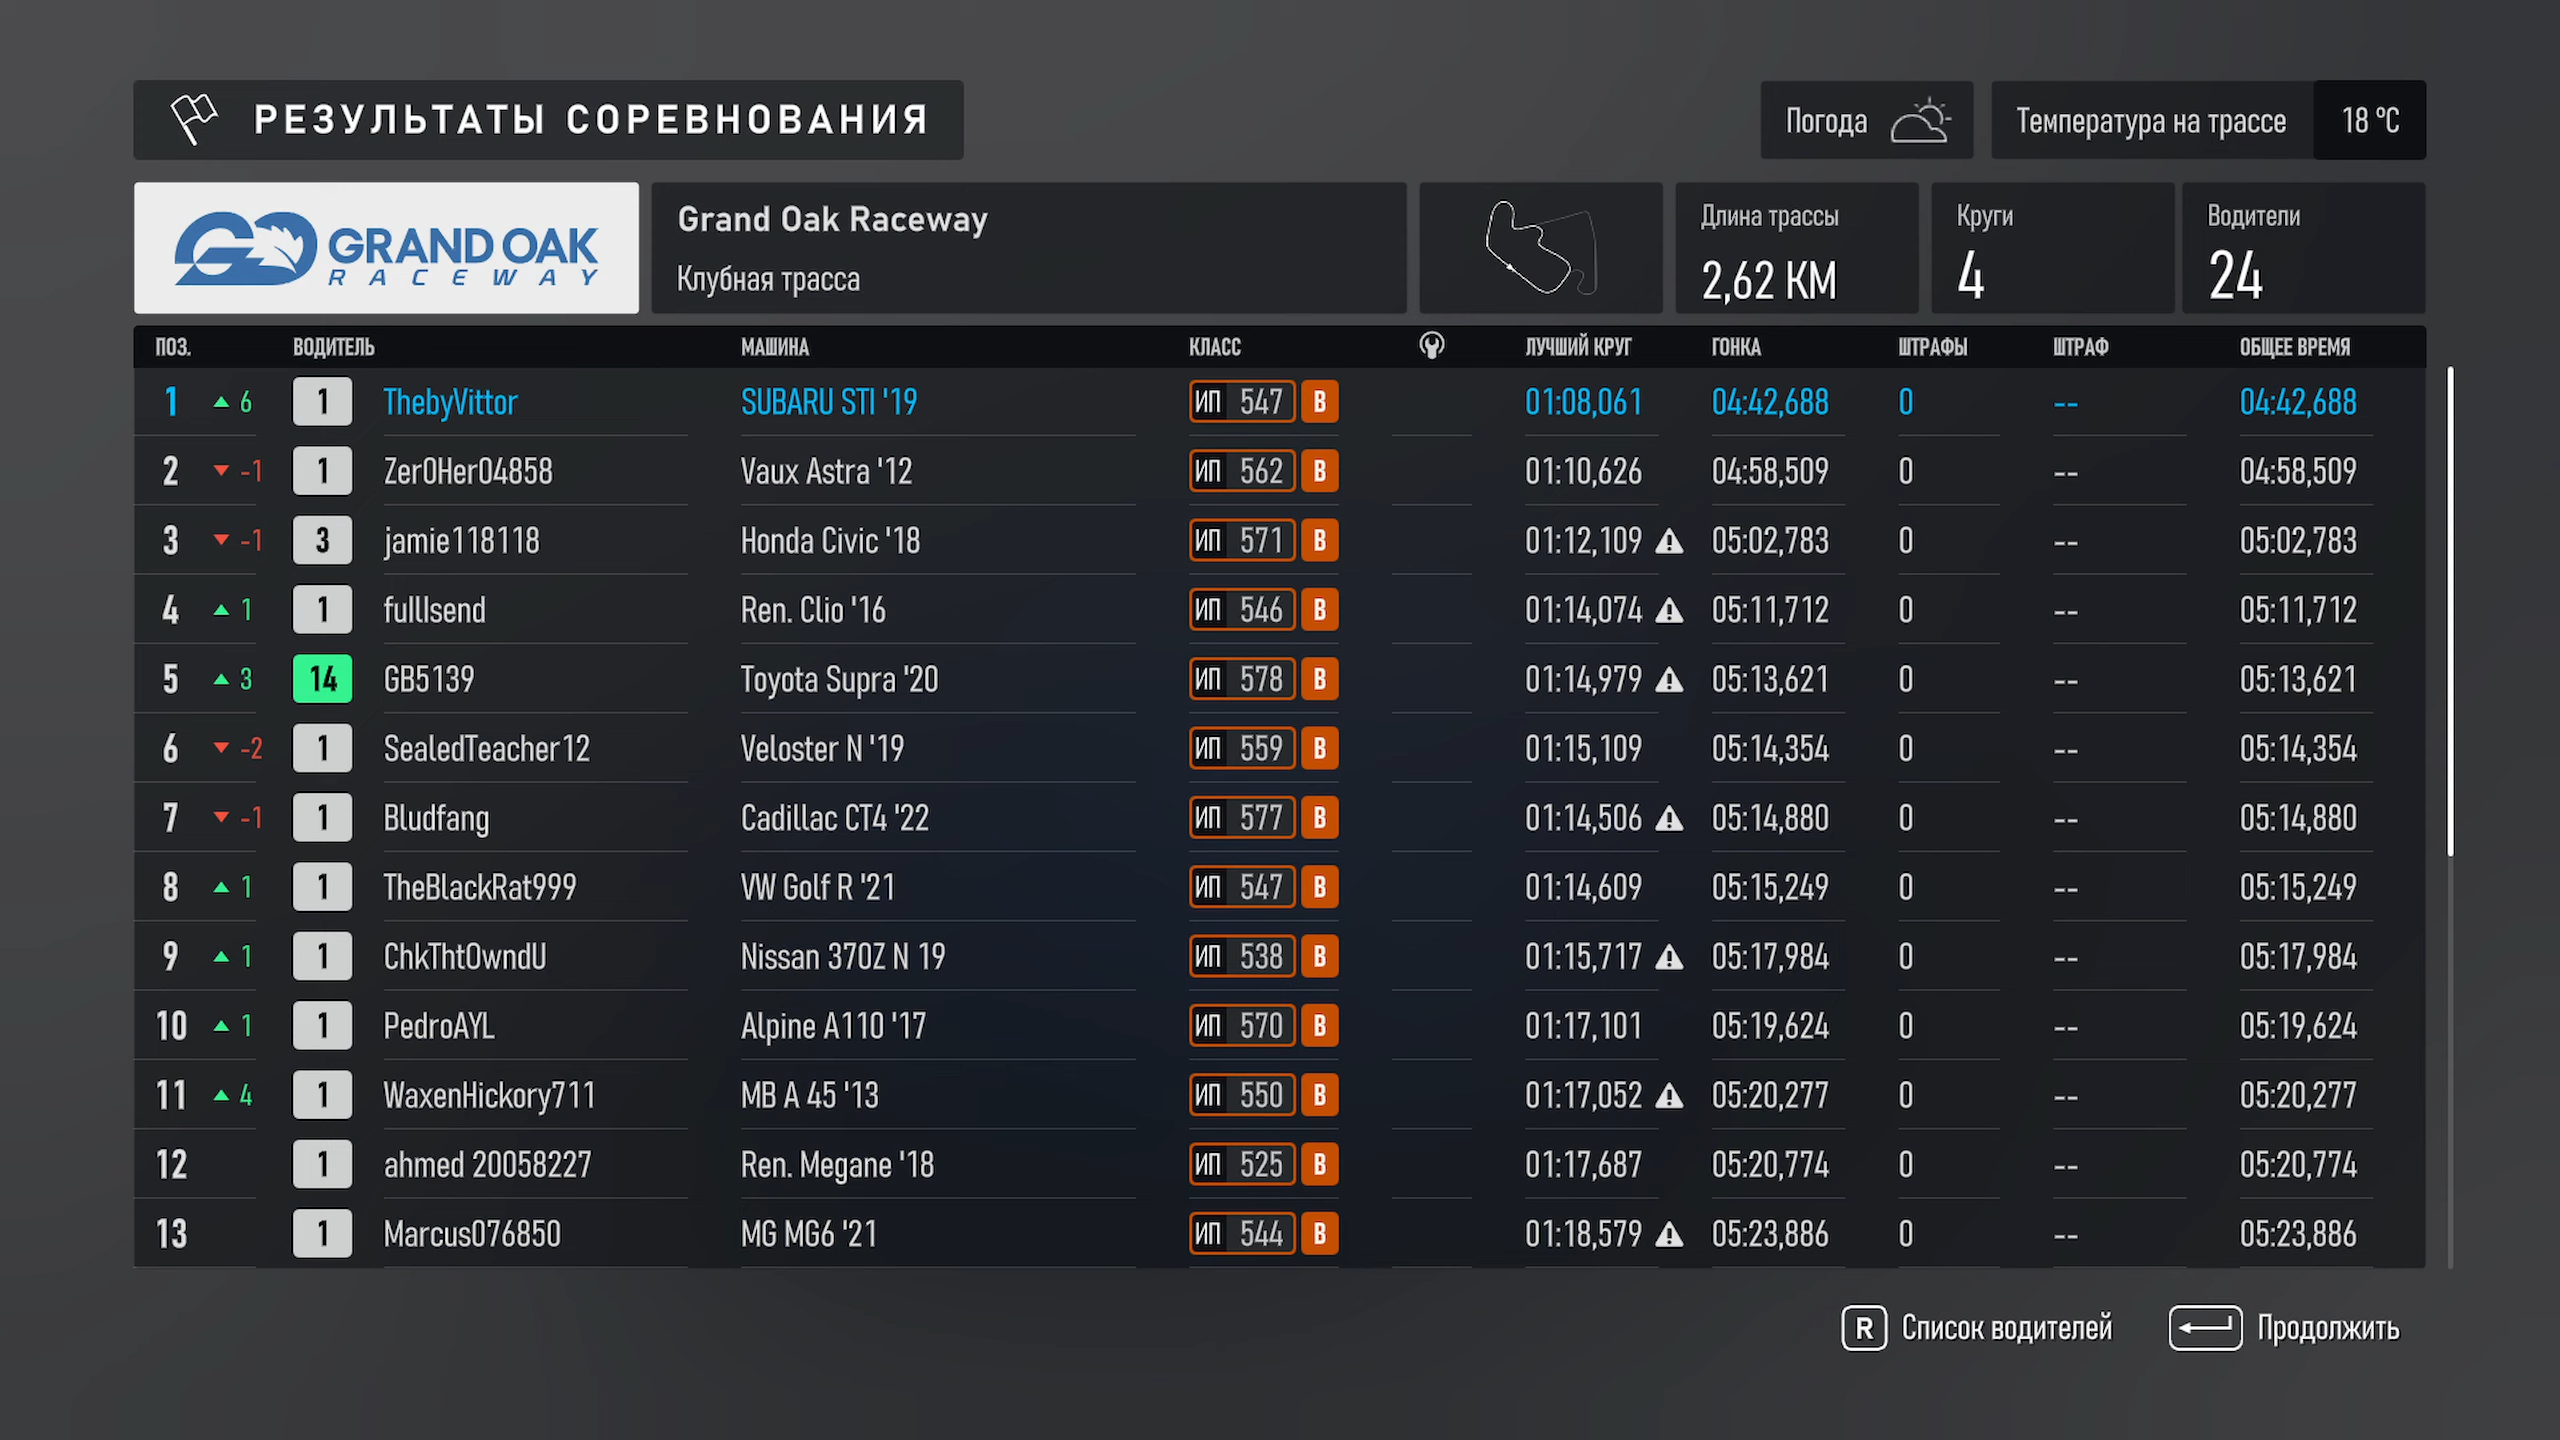 РЕЗУЛЬТАТЫ СОРЕВНОВАНИЯ
Погода
Температура на трассе 18 °C
GRAND OAK
RACEWAY
Grand Oak Raceway
Клубная трасса
Длина трассы
2,62 КМ
Круги
4
Водители
24
ПОЗ. ВОДИТЕЛЬ МАШИНА КЛАСС ЛУЧШИЙ КРУГ ГОНКА ШТРАФЫ ШТРАФ ОБЩЕЕ ВРЕМЯ
1 6 1 ThebyVittor SUBARU STI '19 ИП 547 B 01:08,061 04:42,688 0 -- 04:42,688
2 -1 1 Zer0Her04858 Vaux Astra '12 ИП 562 B 01:10,626 04:58,509 0 -- 04:58,509
3 -1 3 jamie118118 Honda Civic '18 ИП 571 B 01:12,109 05:02,783 0 -- 05:02,783
4 1 1 fulllsend Ren. Clio '16 ИП 546 B 01:14,074 05:11,712 0 -- 05:11,712
5 3 14 GB5139 Toyota Supra '20 ИП 578 B 01:14,979 05:13,621 0 -- 05:13,621
6 -2 1 SealedTeacher12 Veloster N '19 ИП 559 B 01:15,109 05:14,354 0 -- 05:14,354
7 -1 1 Bludfang Cadillac CT4 '22 ИП 577 B 01:14,506 05:14,880 0 -- 05:14,880
8 1 1 TheBlackRat999 VW Golf R '21 ИП 547 B 01:14,609 05:15,249 0 -- 05:15,249
9 1 1 ChkThtOwndU Nissan 370Z N 19 ИП 538 B 01:15,717 05:17,984 0 -- 05:17,984
10 1 1 PedroAYL Alpine A110 '17 ИП 570 B 01:17,101 05:19,624 0 -- 05:19,624
11 4 1 WaxenHickory711 MB A 45 '13 ИП 550 B 01:17,052 05:20,277 0 -- 05:20,277
12 1 ahmed 20058227 Ren. Megane '18 ИП 525 B 01:17,687 05:20,774 0 -- 05:20,774
13 1 Marcus076850 MG MG6 '21 ИП 544 B 01:18,579 05:23,886 0 -- 05:23,886
R Список водителей Продолжить